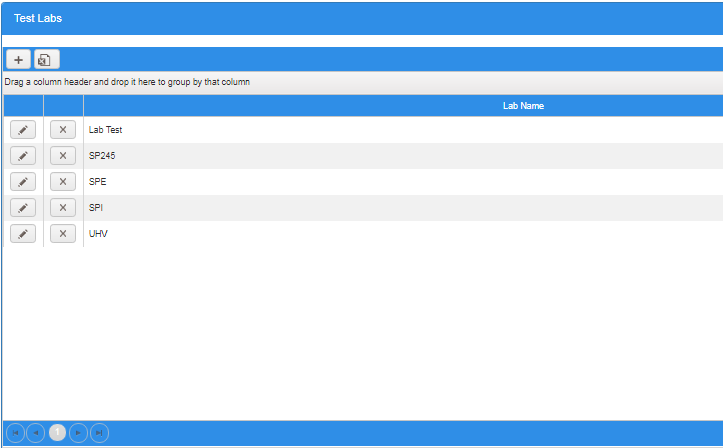 Test Labs
Drag a column header and drop it here to group by that column
Lab Name
Lab Test
SP245
SPE
SPI
UHV
1